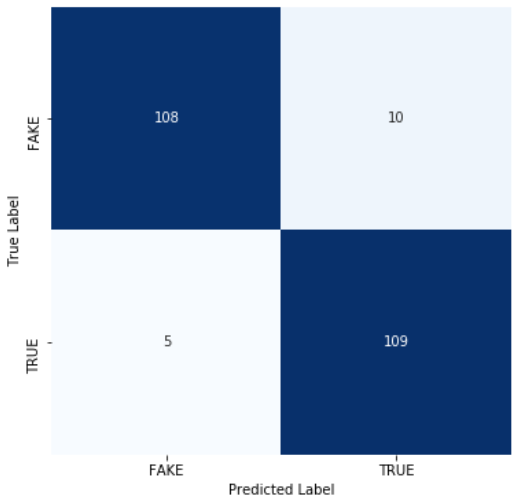 True Label
FAKE
108
10
TRUE
5
109
FAKE
TRUE
Predicted Label